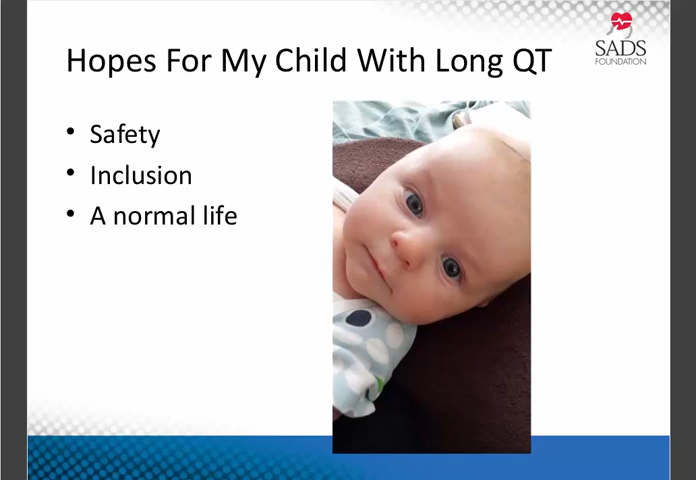 Hopes For My Child With Long QT
SADS
FOUNDATION
• Safety
• Inclusion
• A normal life